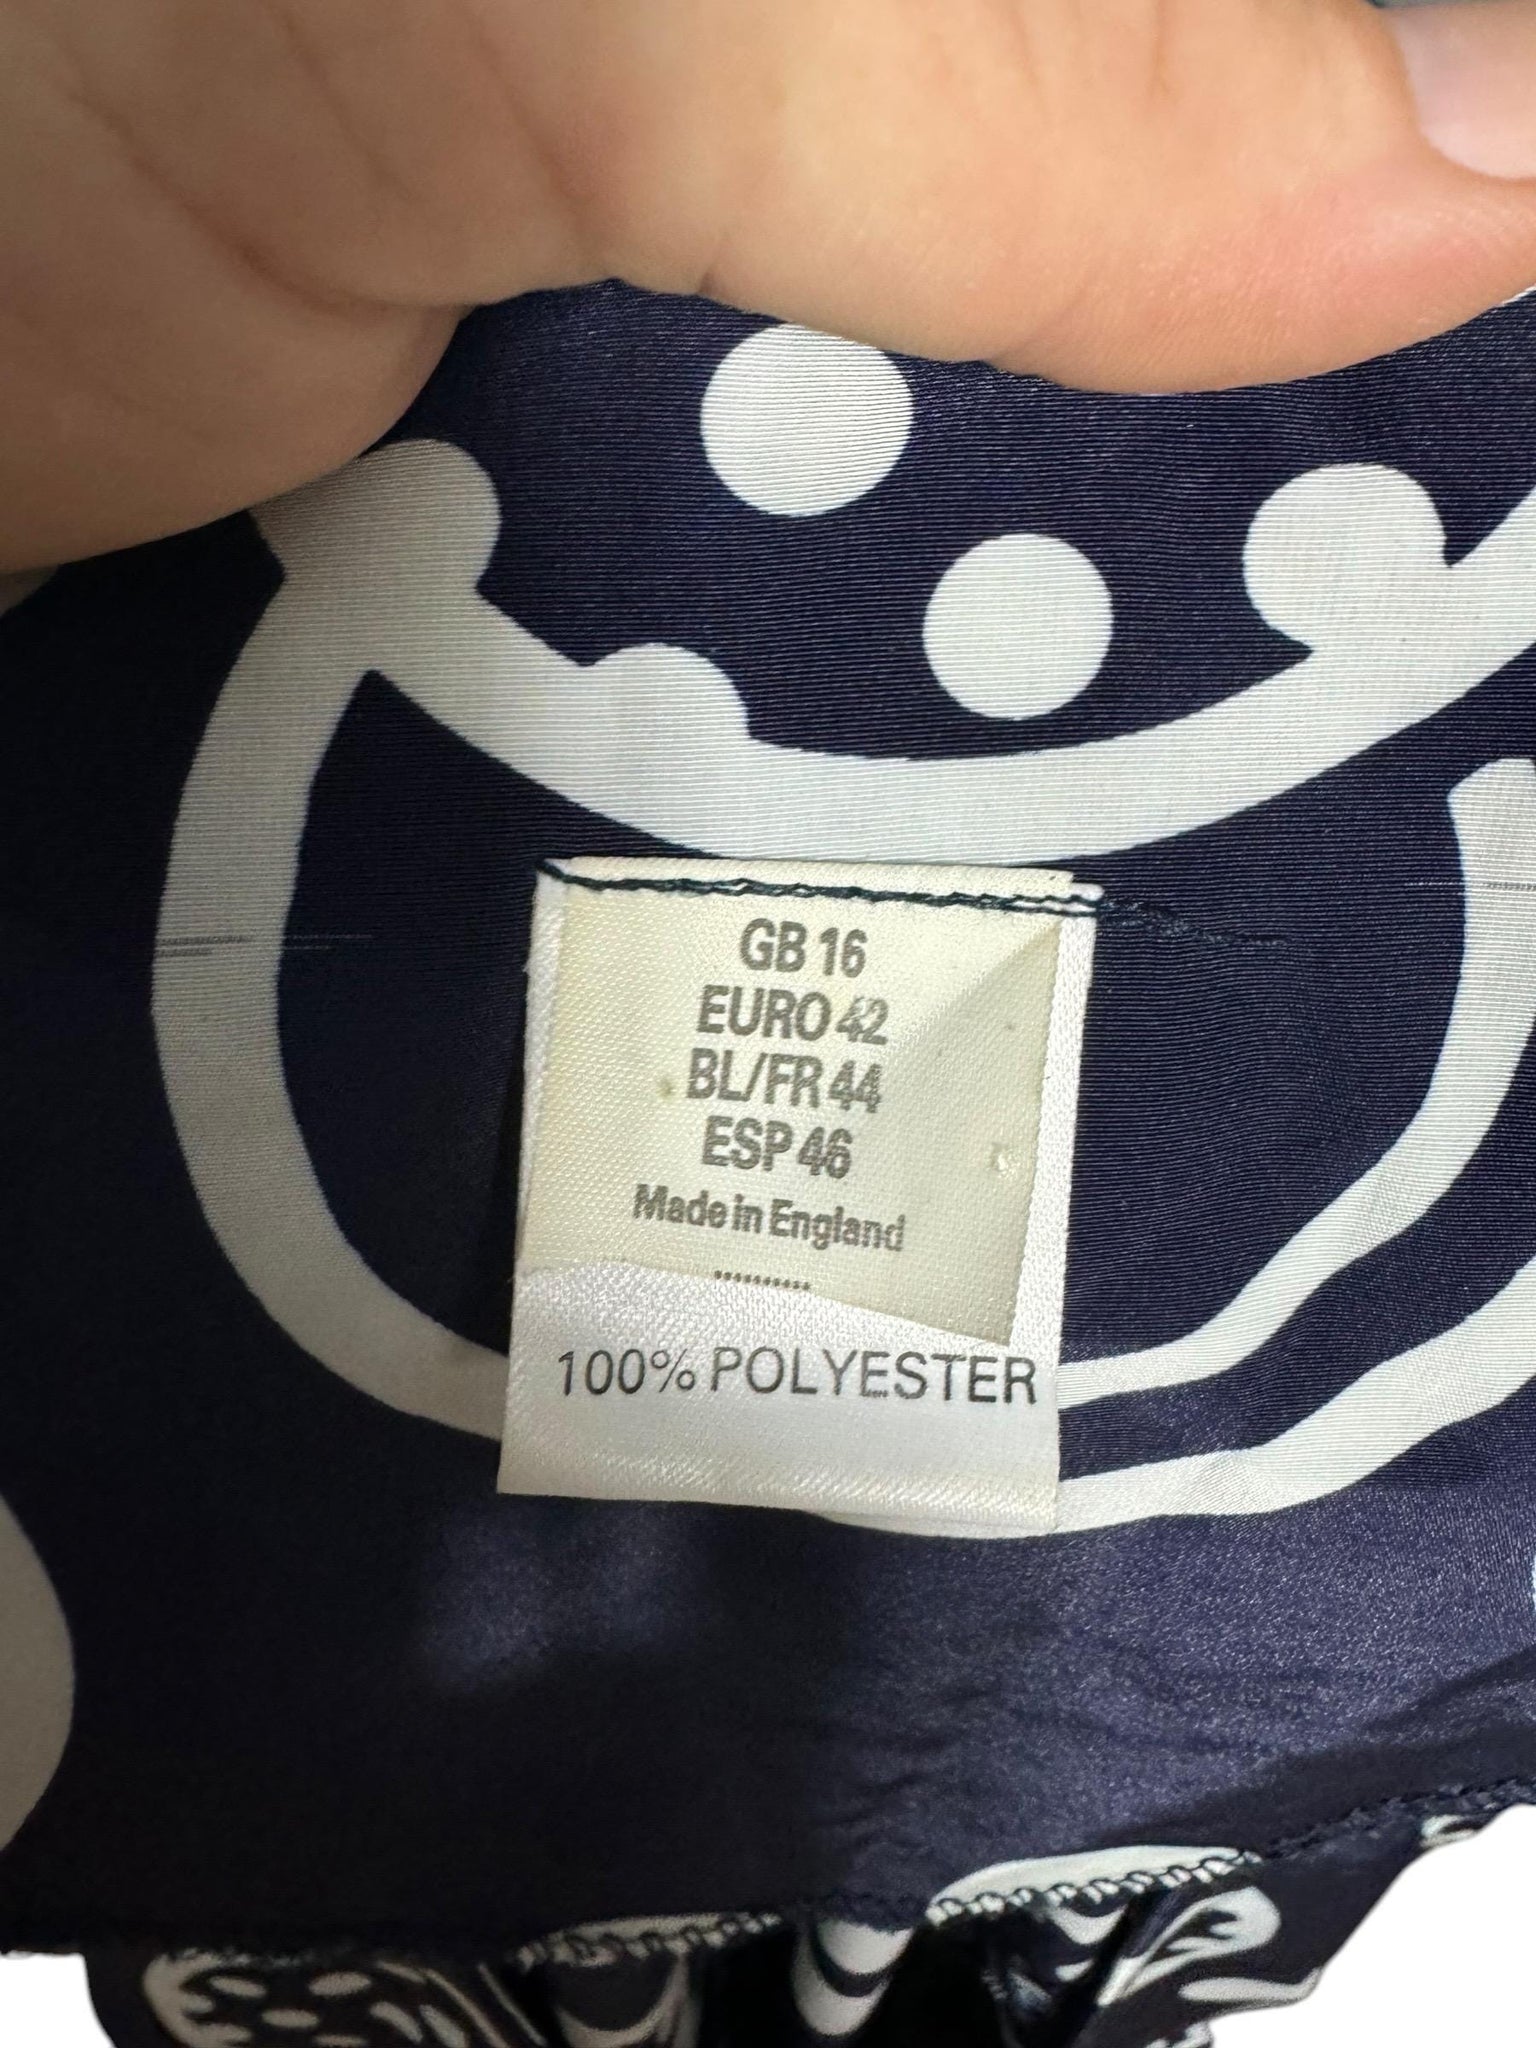 GB 16
EURO 42
BL/FR 44
ESP 46
Made in England
100% POLYESTER